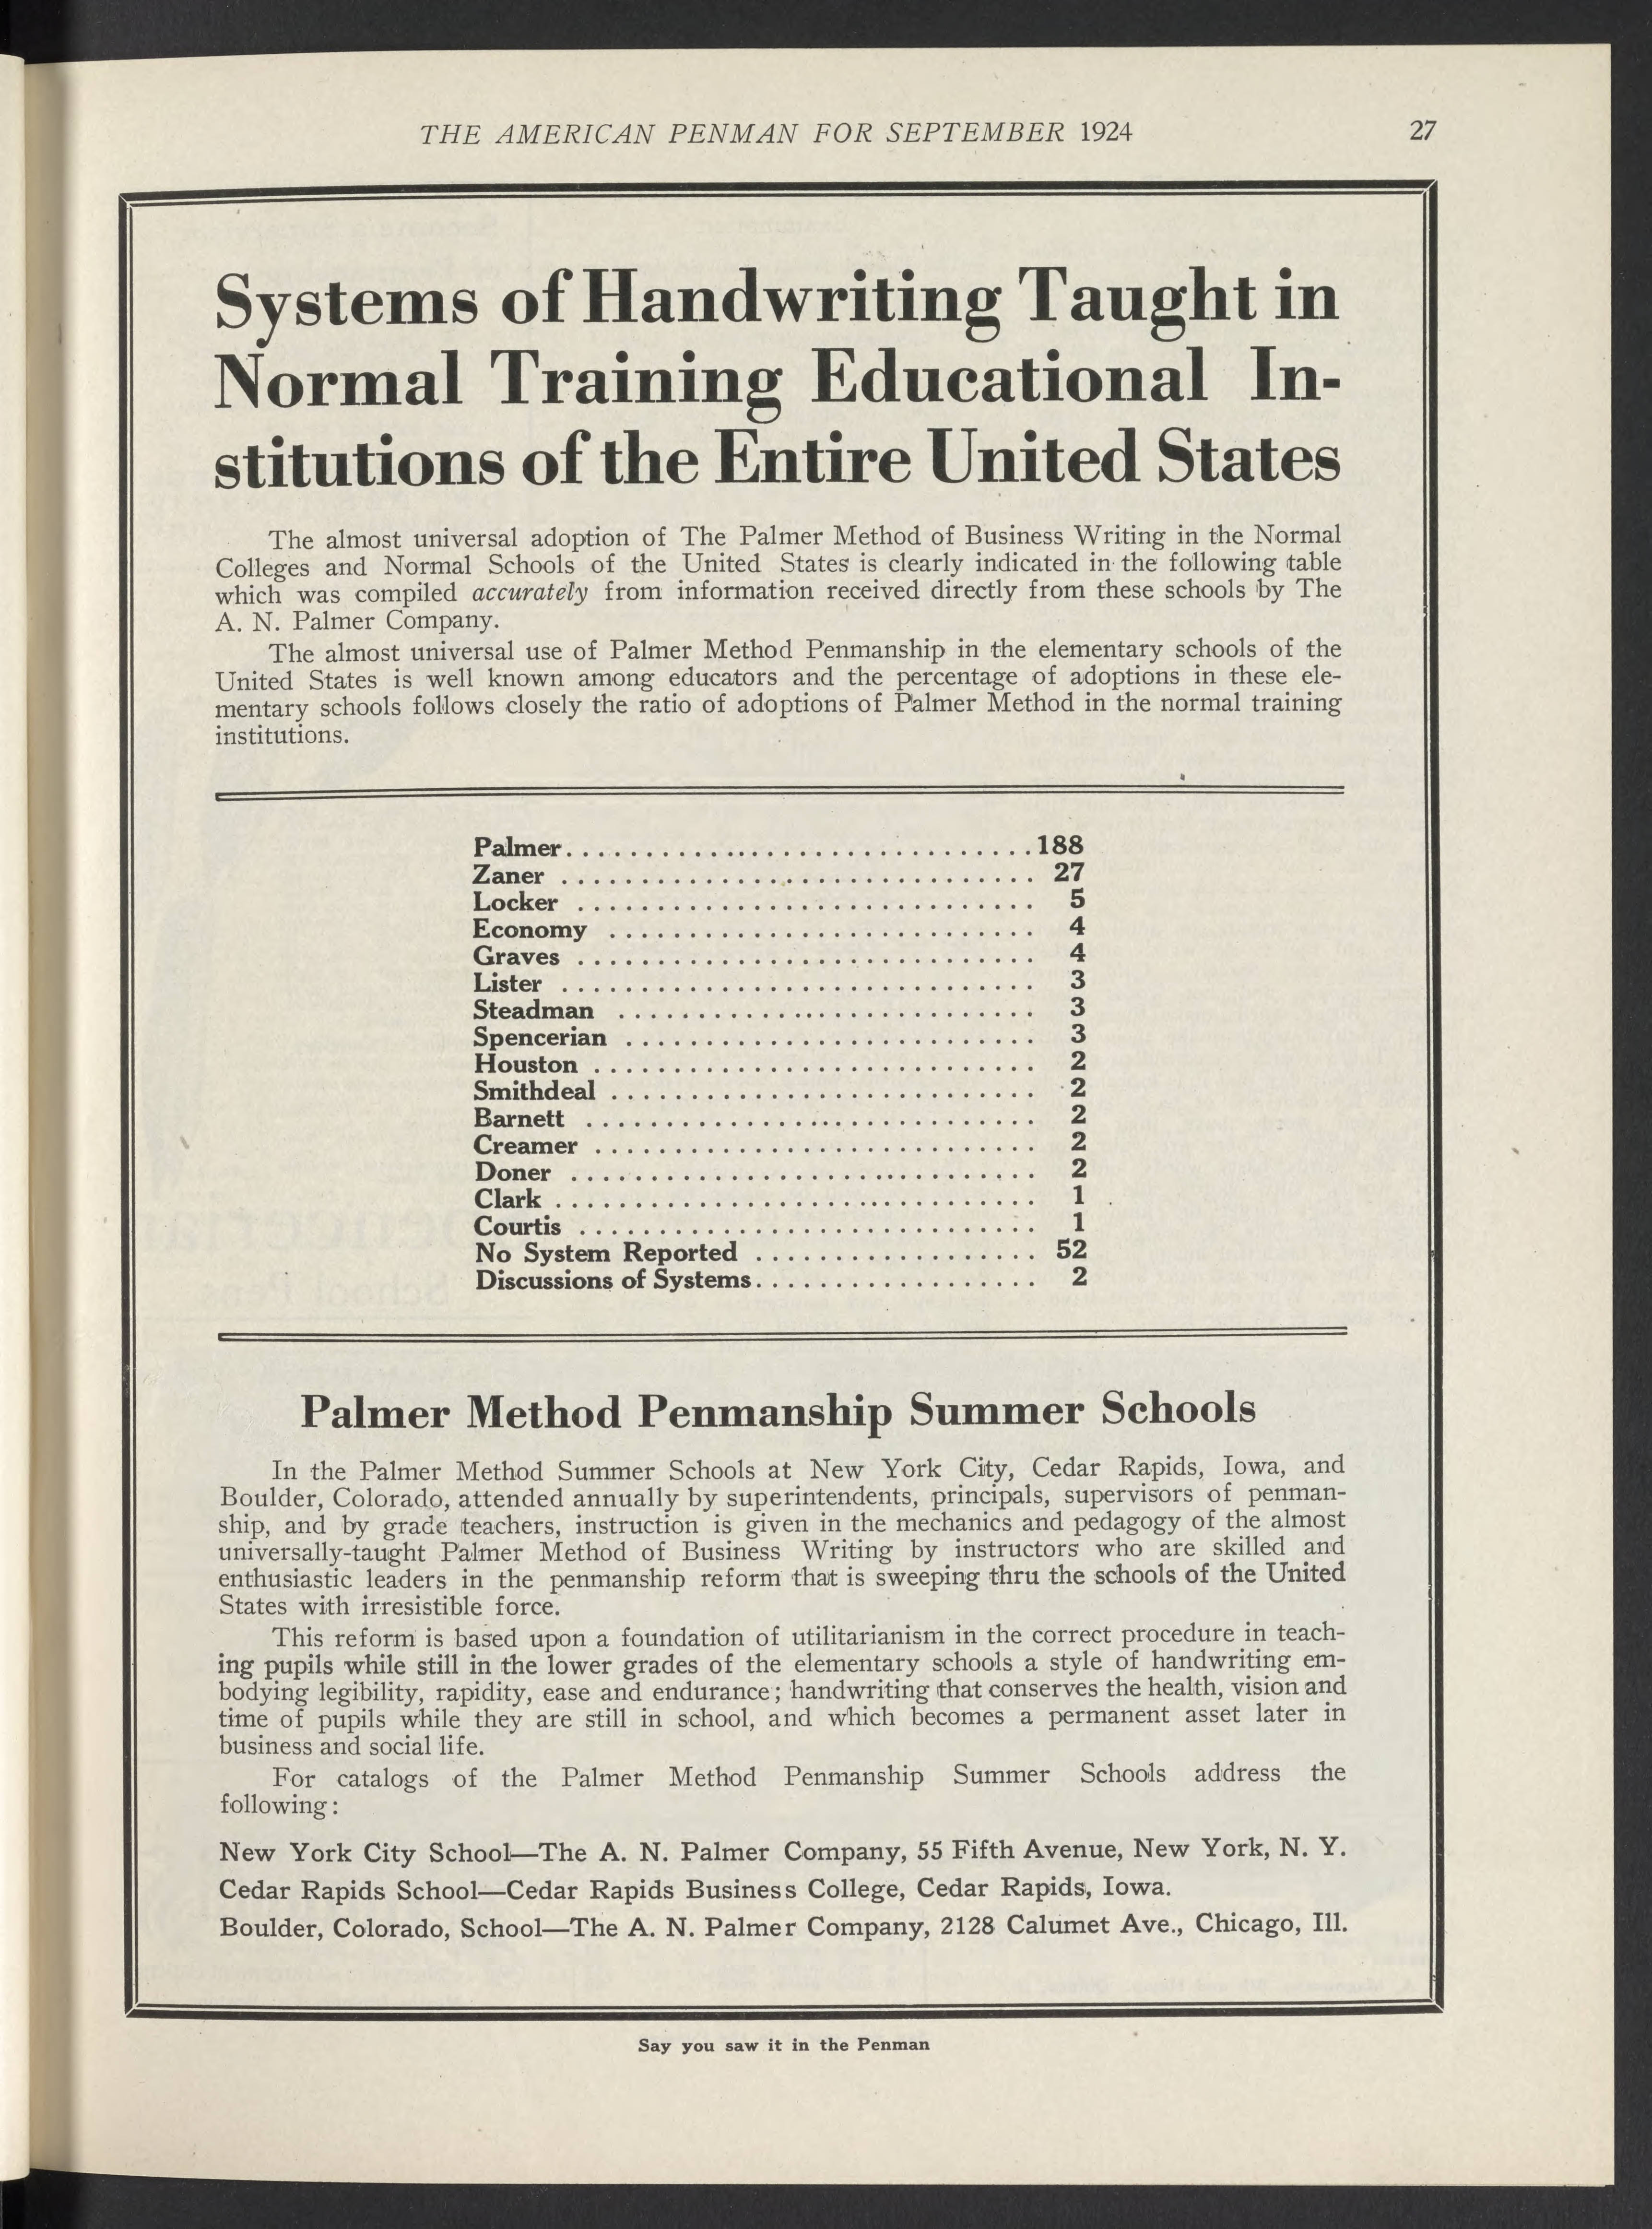 THE AMERICAN PENMAN FOR SEPTEMBER 1924 27
Systems of Handwriting Taught in
Normal Training Educational In-
stitutions of the Entire United States
The almost universal adoption of The Palmer Method of Business Writing in the Normal
Colleges and Normal Schools of the United States is clearly indicated in the following table
which was compiled accurately from information received directly from these schools by The
A. N. Palmer Company.
The almost universal use of Palmer Method Penmanship in the elementary schools of the
United States is well known among educators and the percentage of adoptions in these ele-
mentary schools follows closely the ratio of adoptions of Palmer Method in the normal training
institutions.
Palmer.............................188
Zaner ............................. 27
Locker ............................. 5
Economy ........................... 4
Graves ............................. 4
Lister .............................. 3
Steadman ........................... 3
Spencerian .......................... 3
Houston ............................ 2
Smithdeal ........................... 2
Barnett ............................. 2
Creamer ............................ 2
Doner .............................. 2
Clark .............................. 1
Courtis ............................. 1
No System Reported .................. 52
Discussions of Systems.................. 2
Palmer Method Penmanship Summer Schools
In the Palmer Method Summer Schools at New York City, Cedar Rapids, Iowa, and
Boulder, Colorado, attended annually by superintendents, principals, supervisors of penman-
ship, and by grade teachers, instruction is given in the mechanics and pedagogy of the almost
universally-taught Palmer Method of Business Writing by instructors who are skilled and
enthusiastic leaders in the penmanship reform that is sweeping thru the schools of the United
States with irresistible force.
This reform is based upon a foundation of utilitarianism in the correct procedure in teach-
ing pupils while still in the lower grades of the elementary schools a style of handwriting em-
bodying legibility, rapidity, ease and endurance; handwriting that conserves the health, vision and
time of pupils while they are still in school, and which becomes a permanent asset later in
business and social life.
For catalogs of the Palmer Method Penmanship Summer Schools address the
following:
New York City School—The A. N. Palmer Company, 55 Fifth Avenue, New York, N. Y.
Cedar Rapids School—Cedar Rapids Business College, Cedar Rapids, Iowa.
Boulder, Colorado, School—The A. N. Palmer Company, 2128 Calumet Ave., Chicago, Ill.
Say you saw it in the Penman